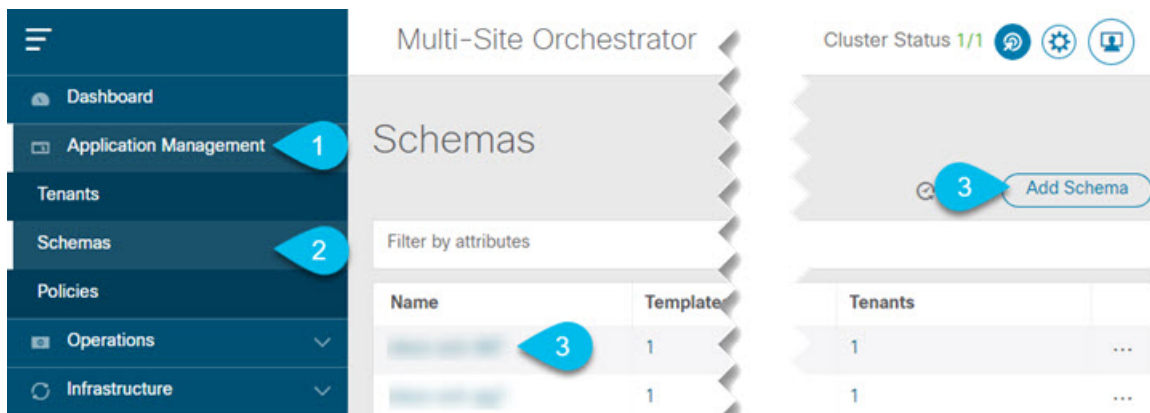 Multi-Site Orchestrator
Cluster Status 1/1
Dashboard
Application Management
1
Tenants
Schemas
2
Policies
Operations
Infrastructure
Schemas
3
Add Schema
Filter by attributes
Name
Template
Tenants
3
1
1
...
1
1
...